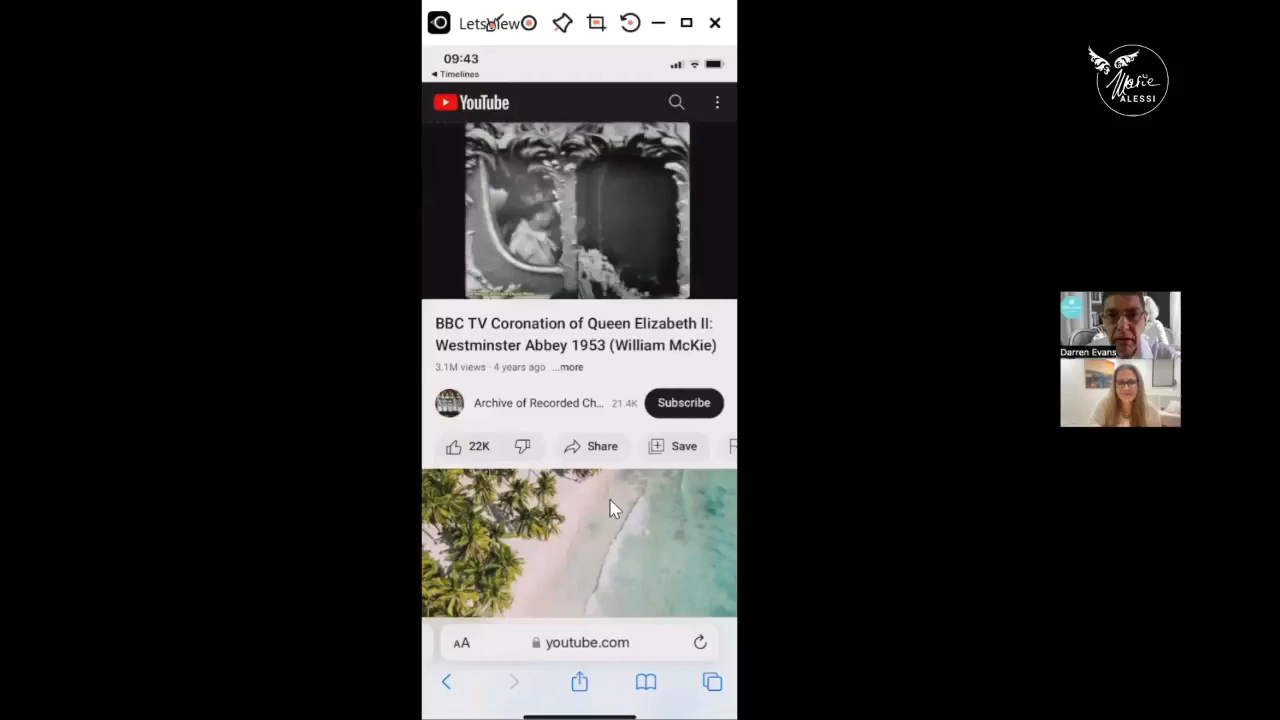 LetsView
09:43
Timelines
YouTube
BBC TV Coronation of Queen Elizabeth II:
Westminster Abbey 1953 (William McKie)
3.1M views · 4 years ago ...more
Archive of Recorded Ch... 21.4K Subscribe
22K Share Save
AA youtube.com
Marie
ALESSI
Darren Evans